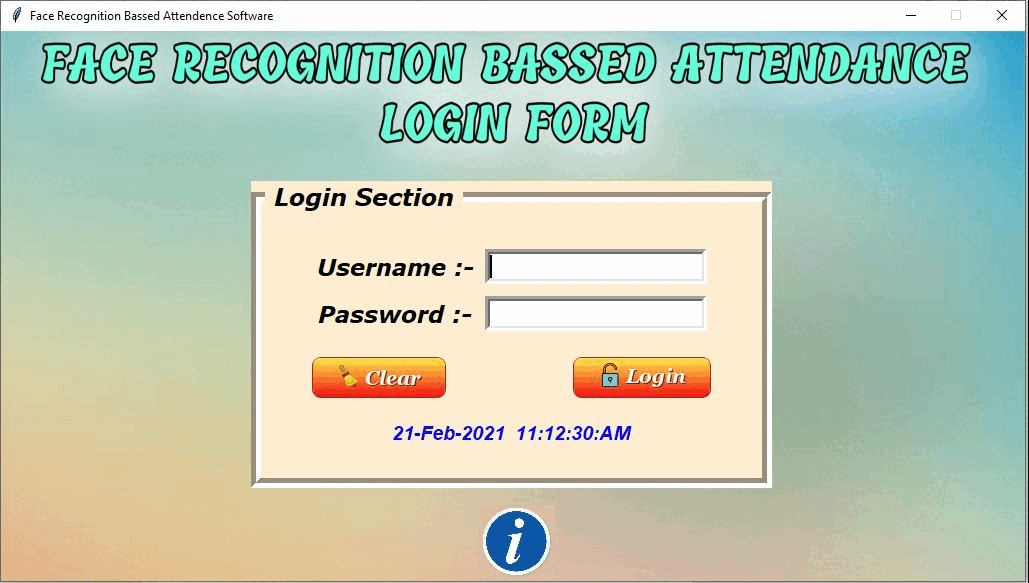 Face Recognition Bassed Attendence Software
FACE RECOGNITION BASSED ATTENDANCE
LOGIN FORM
Login Section
Username :-
Password :-
Clear
Login
21-Feb-2021 11:12:30:AM
i